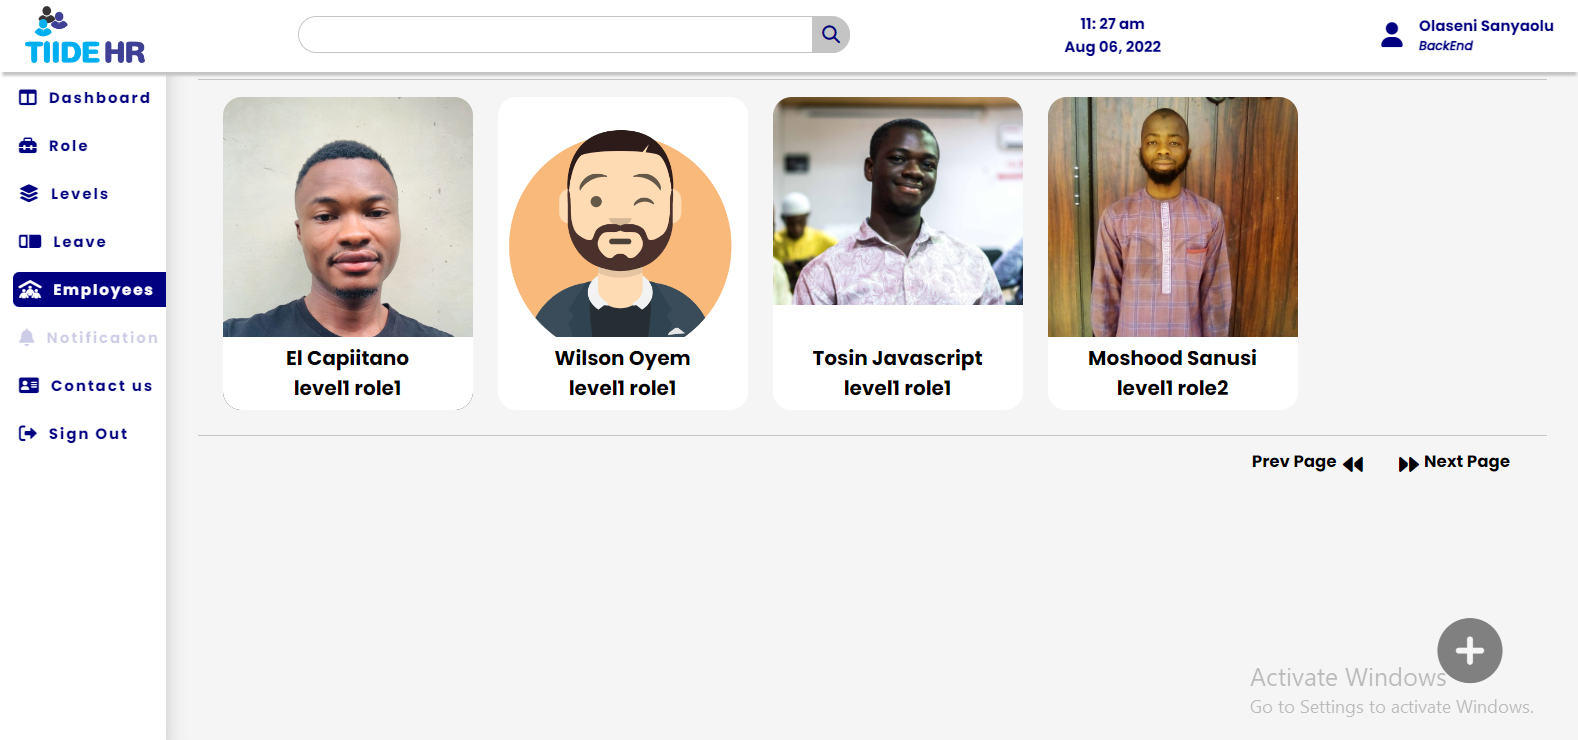 TIIDE HR
11: 27 am
Aug 06, 2022
Olaseni Sanyaolu
BackEnd
Dashboard
Role
Levels
Leave
Employees
Notification
Contact us
Sign Out
El Capiitano
level1 role1
Wilson Oyem
level1 role1
Tosin Javascript
level1 role1
Moshood Sanusi
level1 role2
Prev Page
Next Page
Activate Windows
Go to Settings to activate Windows.